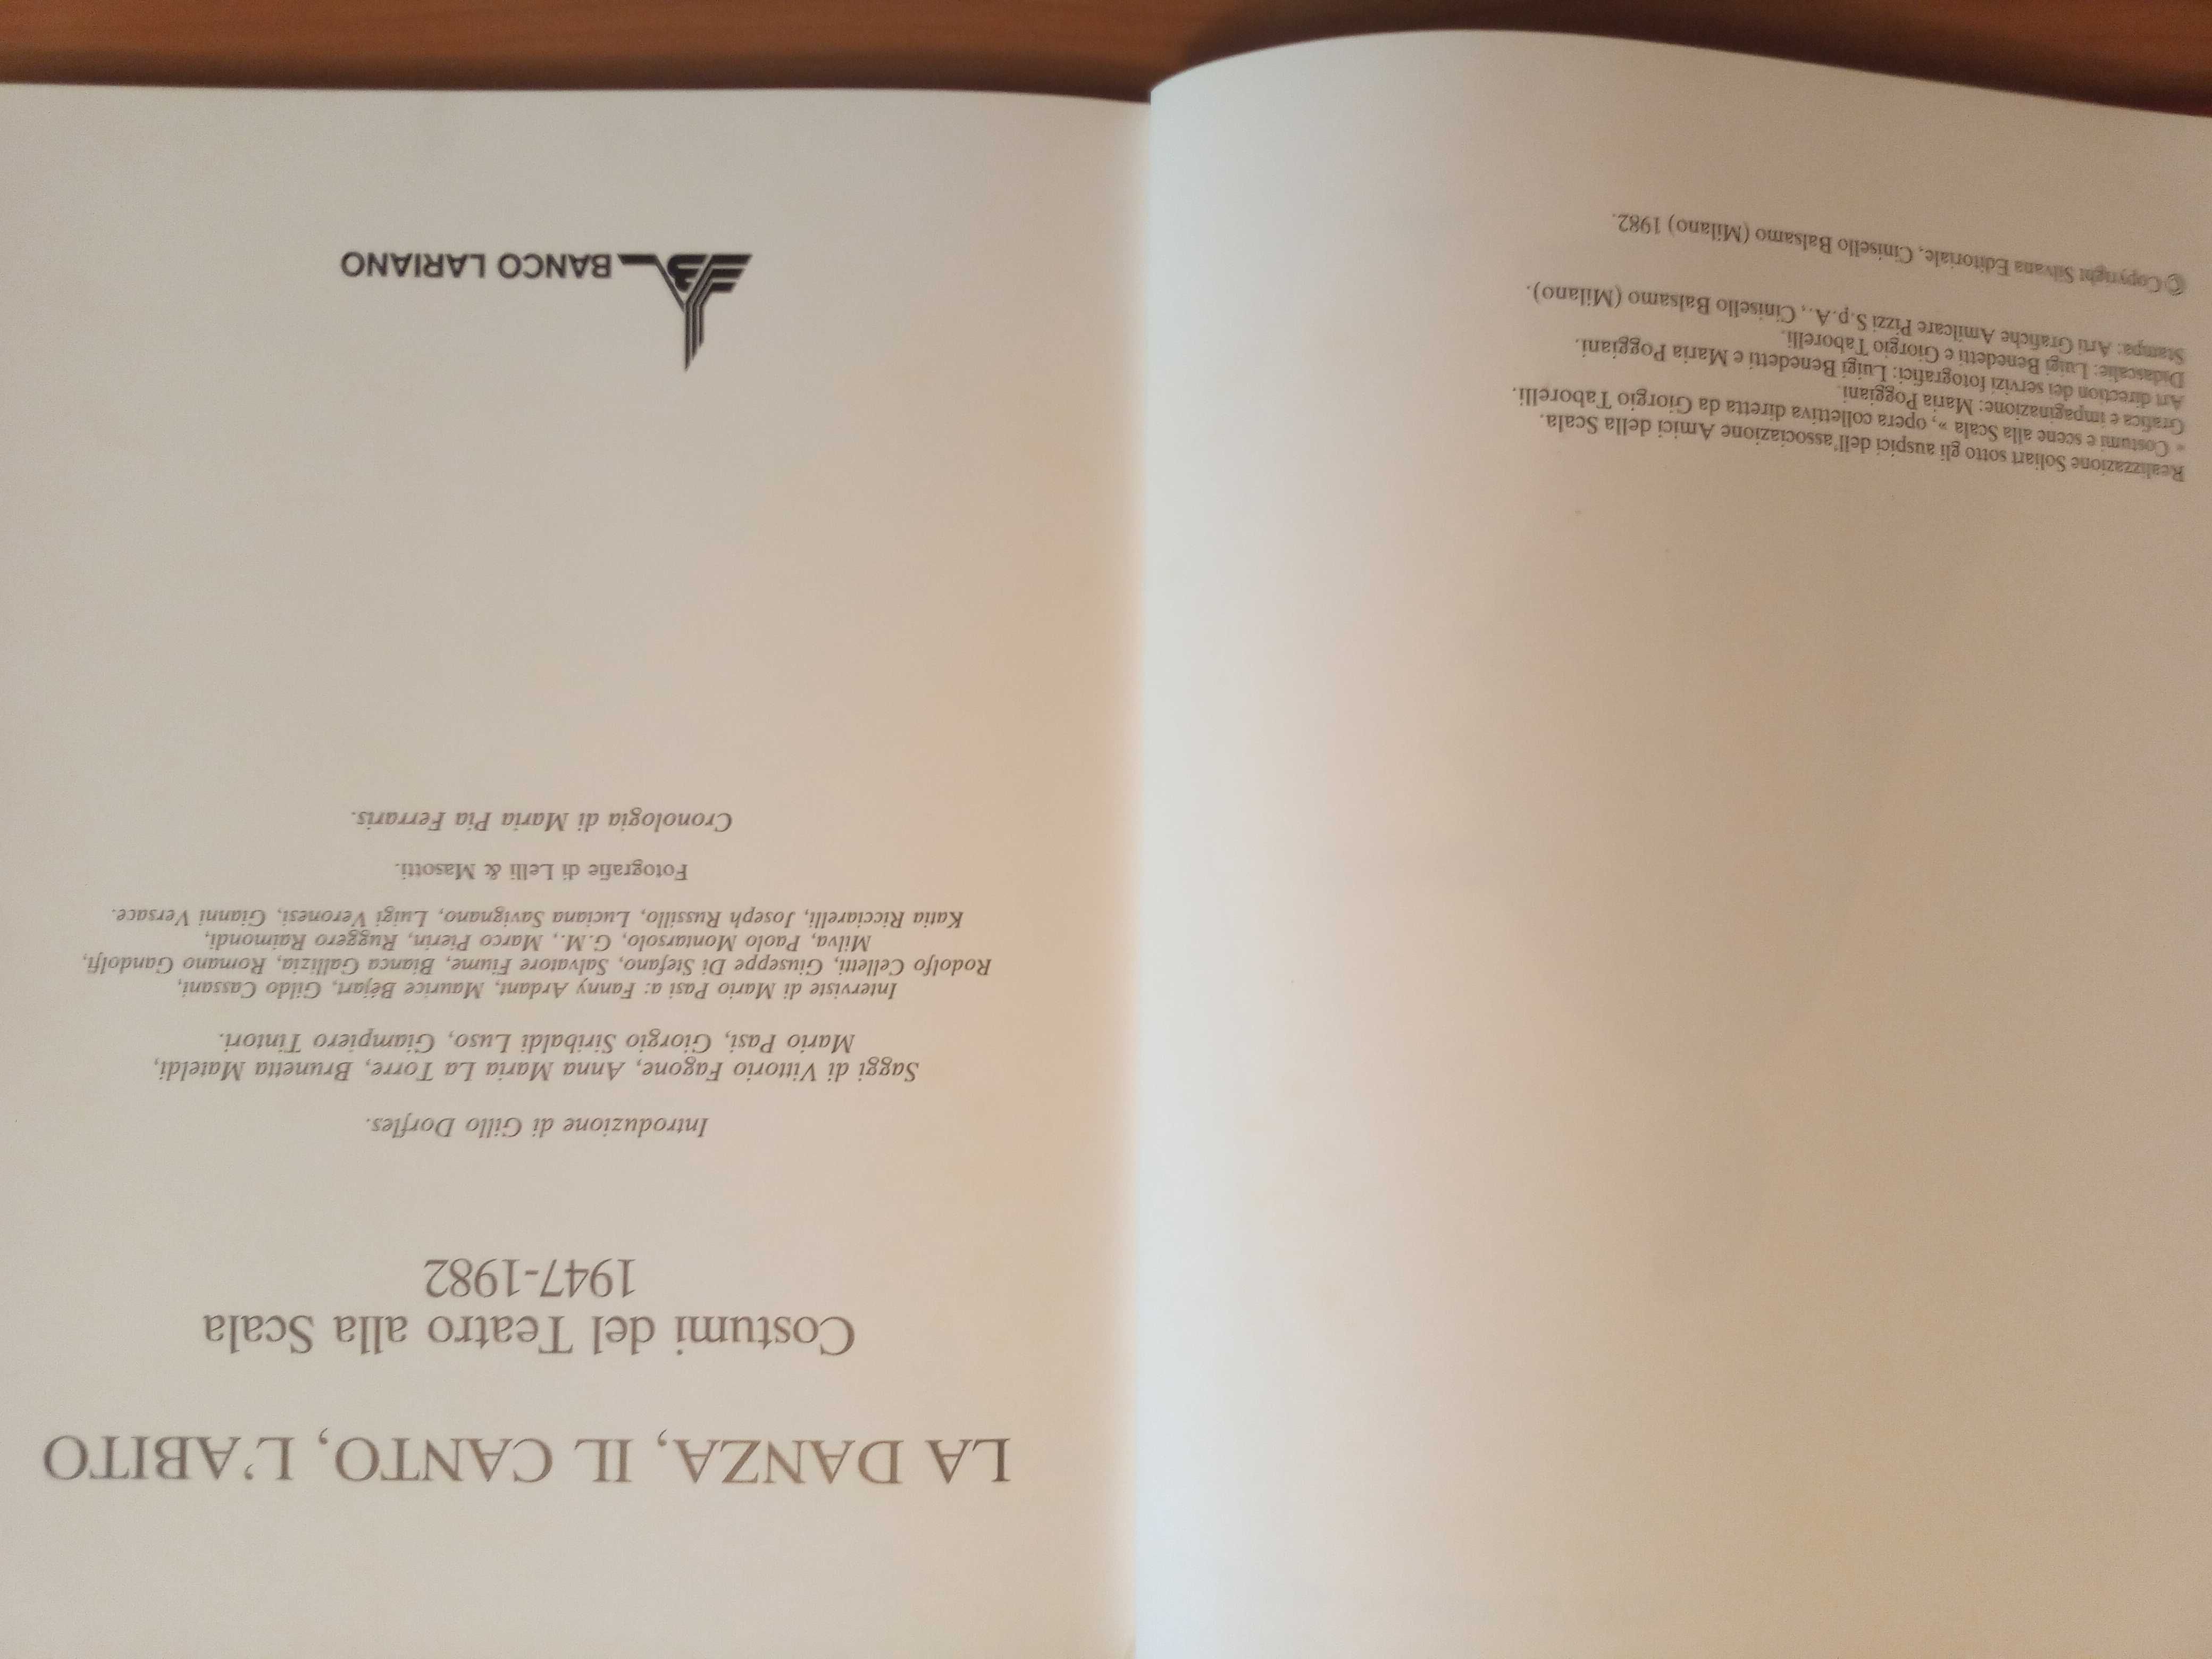 Realizzazione Soliart sotto gli auspici dell'associazione Amici della Scala.
« Costumi e scene alla Scala », opera collettiva diretta da Giorgio Taborelli.
Grafica e impaginazione: Maria Poggiani.
Art direction dei servizi fotografici: Luigi Benedetti e Maria Poggiani.
Didascalie: Luigi Benedetti e Giorgio Taborelli.
Stampa: Arti Grafiche Amilcare Pizzi S.p.A., Cinisello Balsamo (Milano).
© Copyright Silvana Editoriale, Cinisello Balsamo (Milano) 1982.
LA DANZA, IL CANTO, L'ABITO
Costumi del Teatro alla Scala
1947-1982
Introduzione di Gillo Dorfles.
Saggi di Vittorio Fagone, Anna Maria La Torre, Brunetta Mateldi,
Mario Pasi, Giorgio Siribaldi Luso, Giampiero Tintori.
Interviste di Mario Pasi a: Fanny Ardant, Maurice Béjart, Gildo Cassani,
Rodolfo Celletti, Giuseppe Di Stefano, Salvatore Fiume, Bianca Gallizia, Romano Gandolfi,
Milva, Paolo Montarsolo, G.M., Marco Pierin, Ruggero Raimondi,
Katia Ricciarelli, Joseph Russillo, Luciana Savignano, Luigi Veronesi, Gianni Versace.
Fotografie di Lelli & Masotti.
Cronologia di Maria Pia Ferraris.
BANCO LARIANO